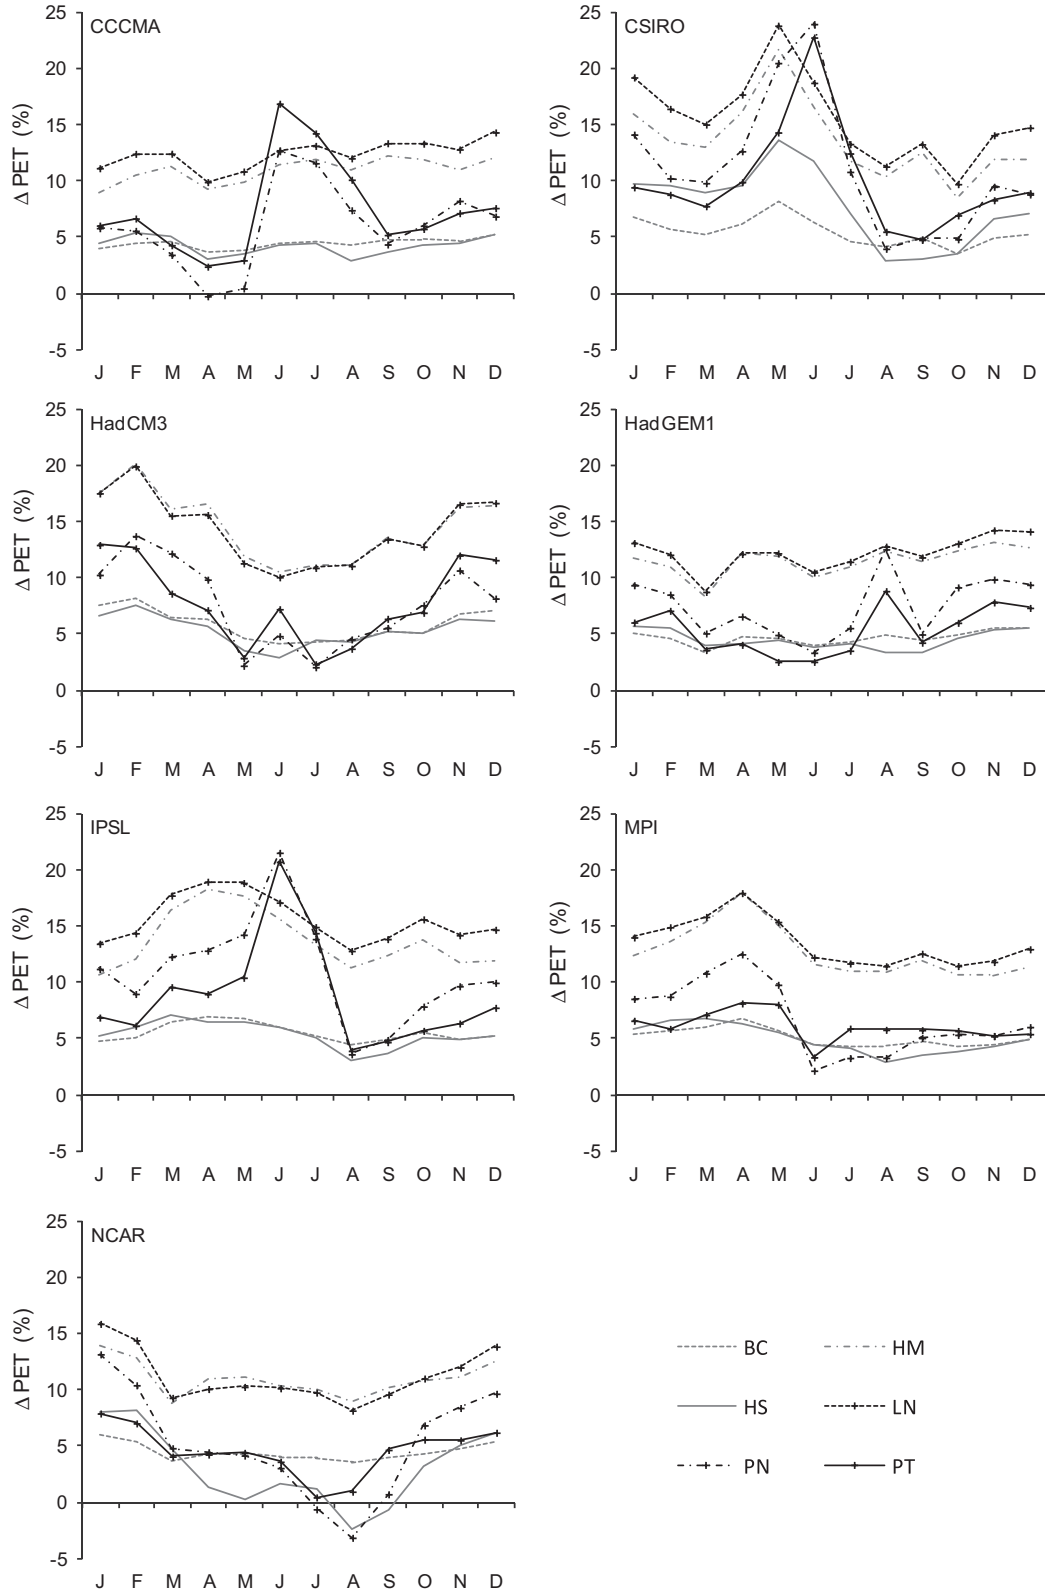 CCCMA
Δ PET (%)
25
20
15
10
5
0
-5
J F M A M J J A S O N D
CSIRO
Δ PET (%)
25
20
15
10
5
0
-5
J F M A M J J A S O N D
HadCM3
Δ PET (%)
25
20
15
10
5
0
-5
J F M A M J J A S O N D
HadGEM1
Δ PET (%)
25
20
15
10
5
0
-5
J F M A M J J A S O N D
IPSL
Δ PET (%)
25
20
15
10
5
0
-5
J F M A M J J A S O N D
MPI
Δ PET (%)
25
20
15
10
5
0
-5
J F M A M J J A S O N D
NCAR
Δ PET (%)
25
20
15
10
5
0
-5
J F M A M J J A S O N D
BC HM
HS LN
PN PT